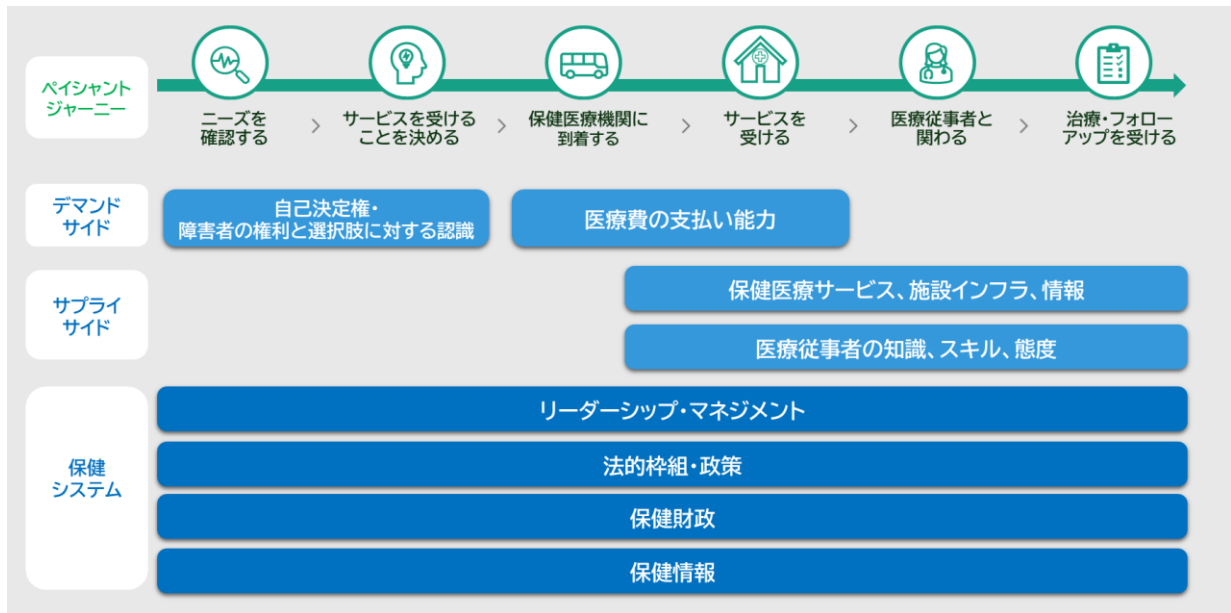 ペイシャント
ジャーニー
ニーズを
確認する
>
サービスを受ける
ことを決める
>
保健医療機関に
到着する
>
サービスを
受ける
>
医療従事者と
関わる
>
治療・フォロー
アップを受ける
デマンド
サイド
自己決定権・
障害者の権利と選択肢に対する認識
医療費の支払い能力
サプライ
サイド
保健医療サービス、施設インフラ、情報
医療従事者の知識、スキル、態度
保健
システム
リーダーシップ・マネジメント
法的枠組・政策
保健財政
保健情報